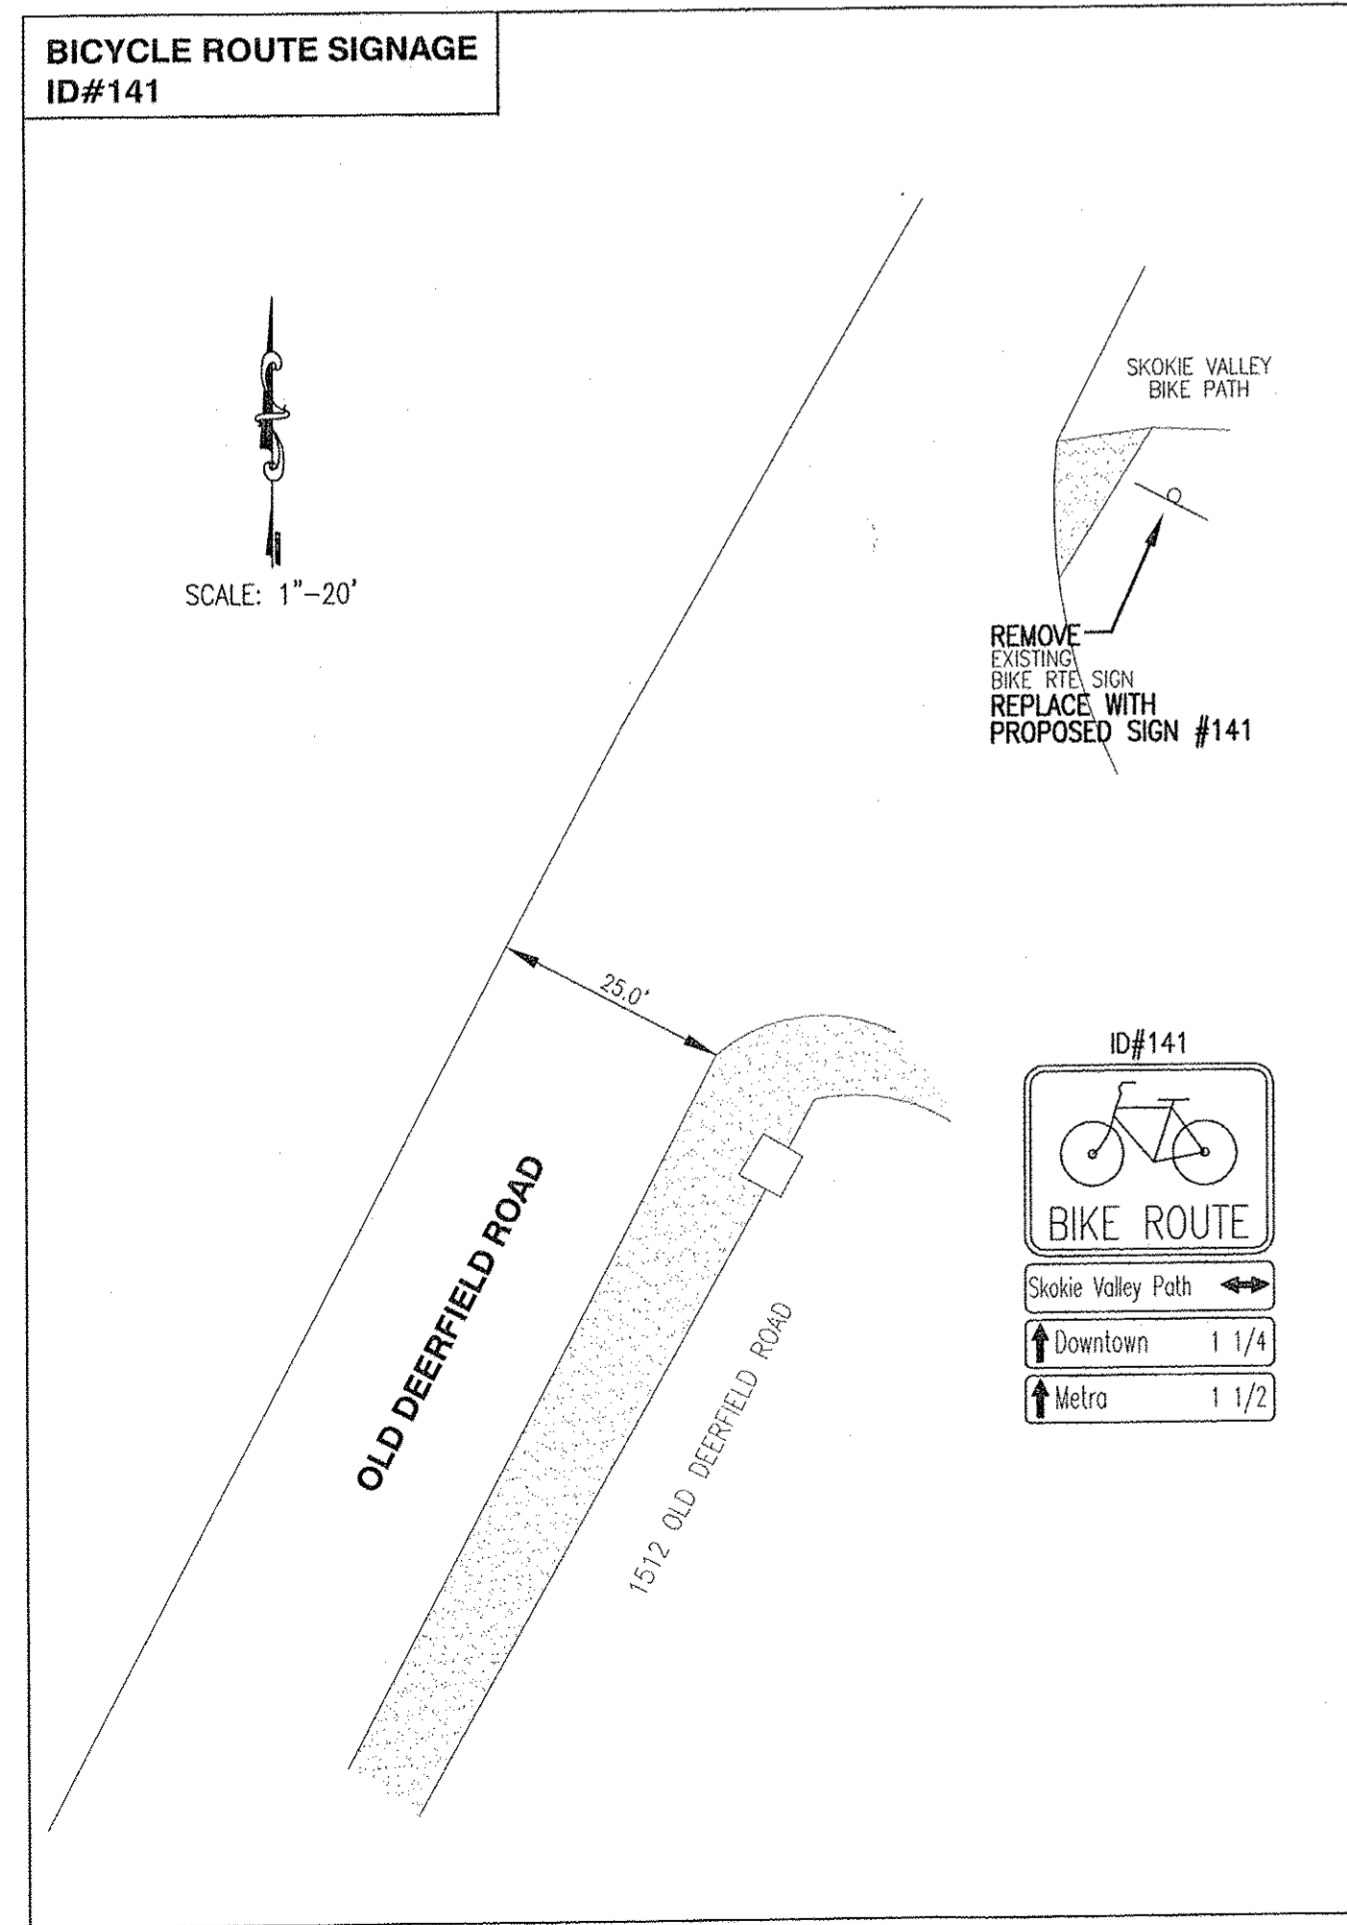 BICYCLE ROUTE SIGNAGE
ID#141
SCALE: 1"-20'
SKOKIE VALLEY
BIKE PATH
REMOVE
EXISTING
BIKE RTE SIGN
REPLACE WITH
PROPOSED SIGN #141
25.0'
OLD DEERFIELD ROAD
1512 OLD DEERFIELD ROAD
ID#141
BIKE ROUTE
Skokie Valley Path
Downtown 1 1/4
Metra 1 1/2